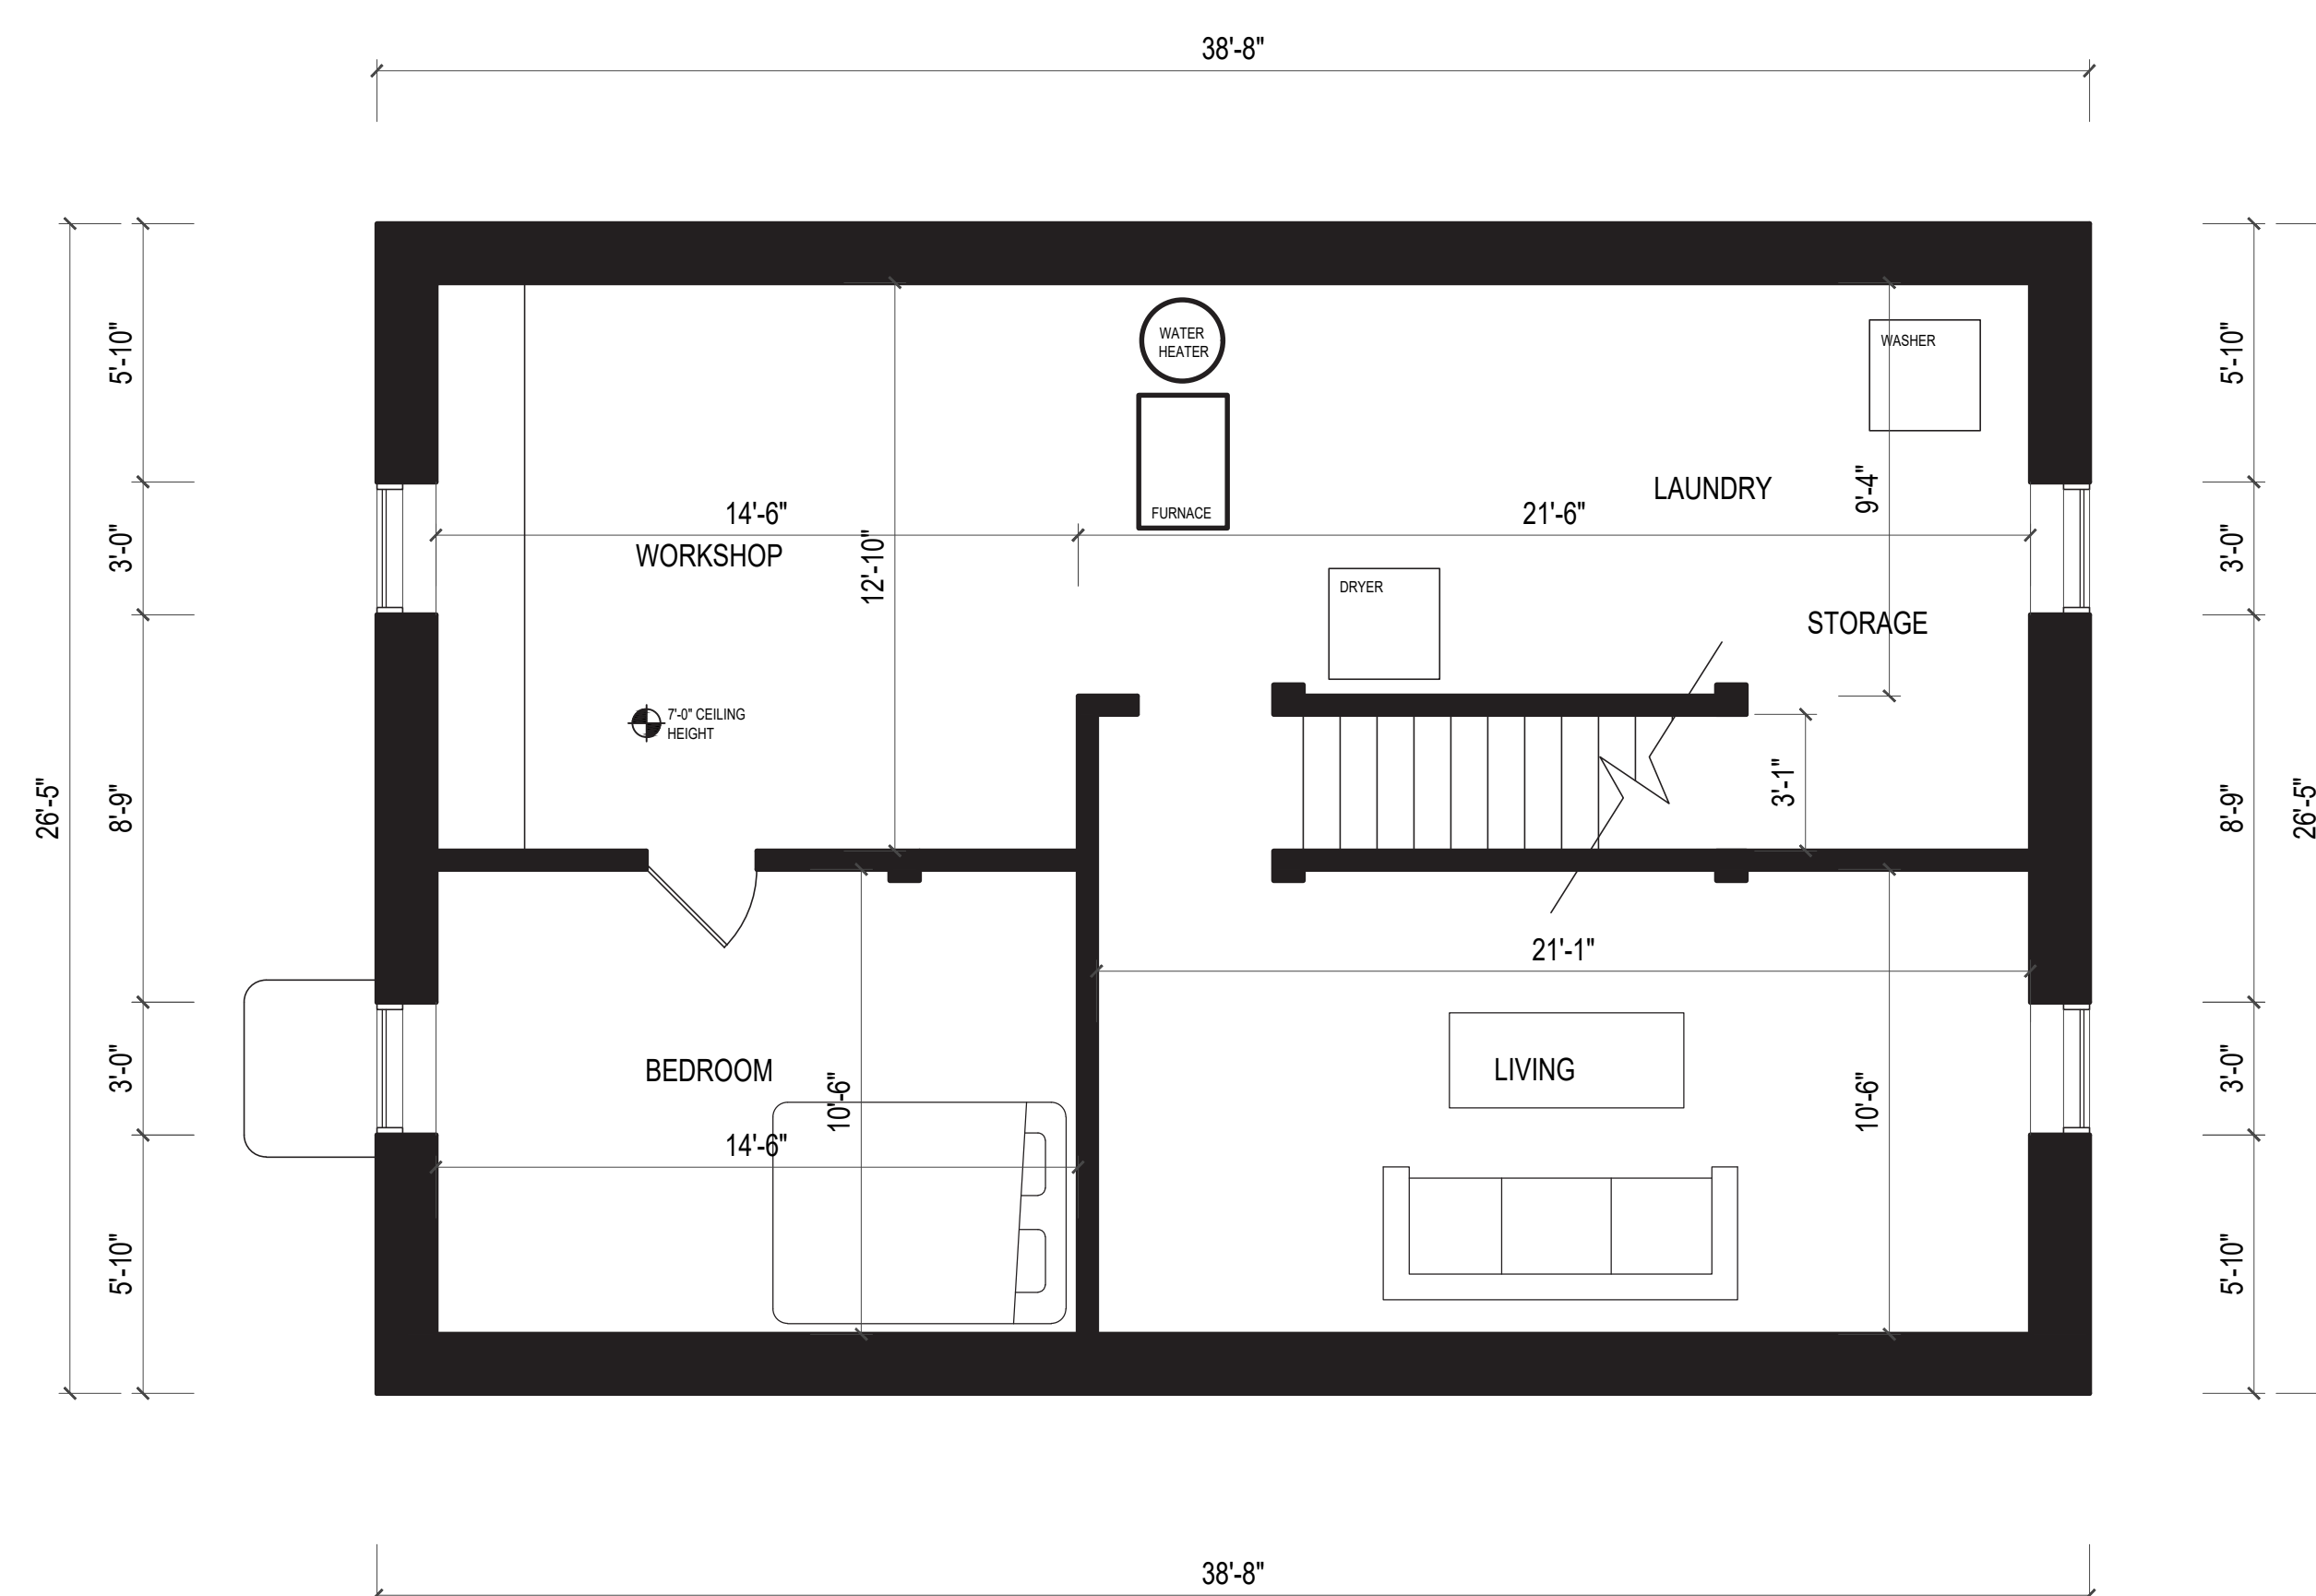 38'-8"
5'-10"
3'-0"
8'-9"
3'-0"
5'-10"
26'-5"
WATER
HEATER
FURNACE
WASHER
LAUNDRY
9'-4"
14'-6"
WORKSHOP
12'-10"
21'-6"
DRYER
STORAGE
7'-0" CEILING
HEIGHT
3'-1"
21'-1"
BEDROOM
10'-6"
14'-6"
LIVING
10'-6"
5'-10"
3'-0"
8'-9"
3'-0"
5'-10"
26'-5"
38'-8"